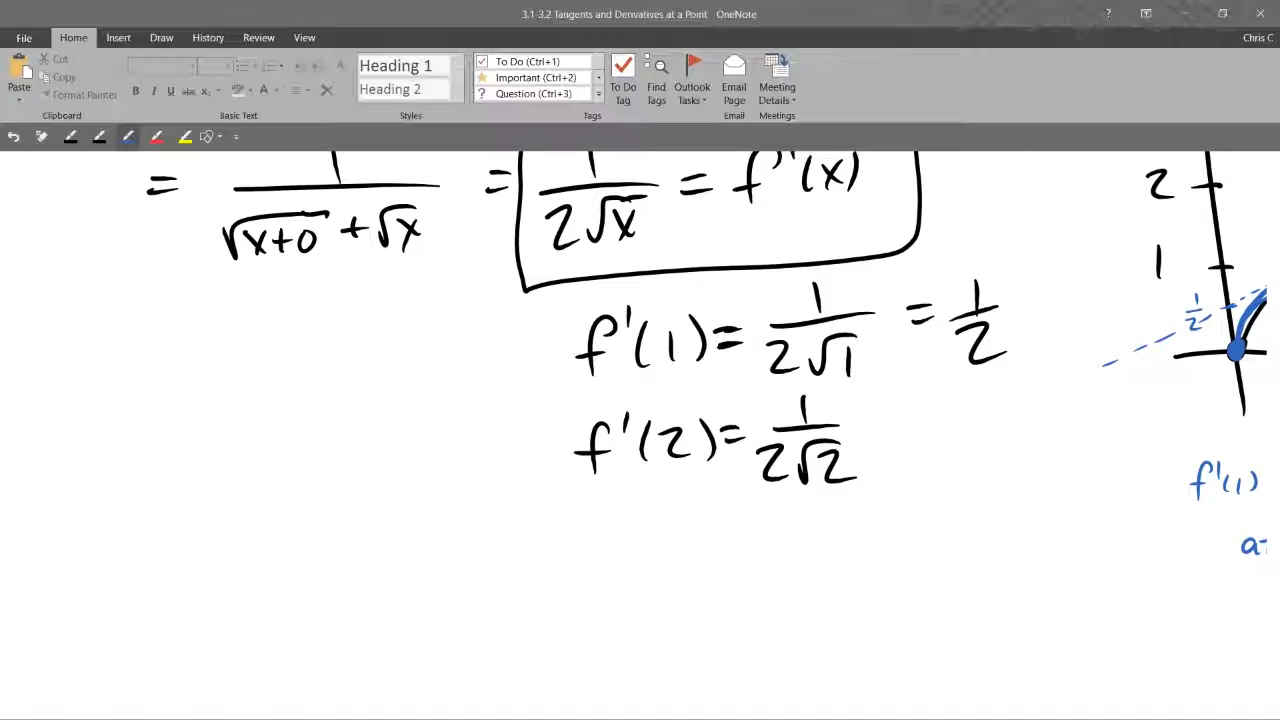 3.1-3.2 Tangents and Derivatives at a Point - OneNote
File Home Insert Draw History Review View Chris C
Paste
Cut
Copy
Format Painter
Clipboard
B I U abc X₂ A
Basic Text
Heading 1
Heading 2
Styles
To Do (Ctrl+1)
Important (Ctrl+2)
Question (Ctrl+3)
Tags
To Do Tag
Find Tags
Outlook Tasks
Email Page
Email
Meeting Details
Meetings
= 1/(√x+0 + √x) = 1/(2√x) = f'(x)
f'(1) = 1/(2√1) = 1/2
f'(2) = 1/(2√2)
2
1
1/2
f'(1)